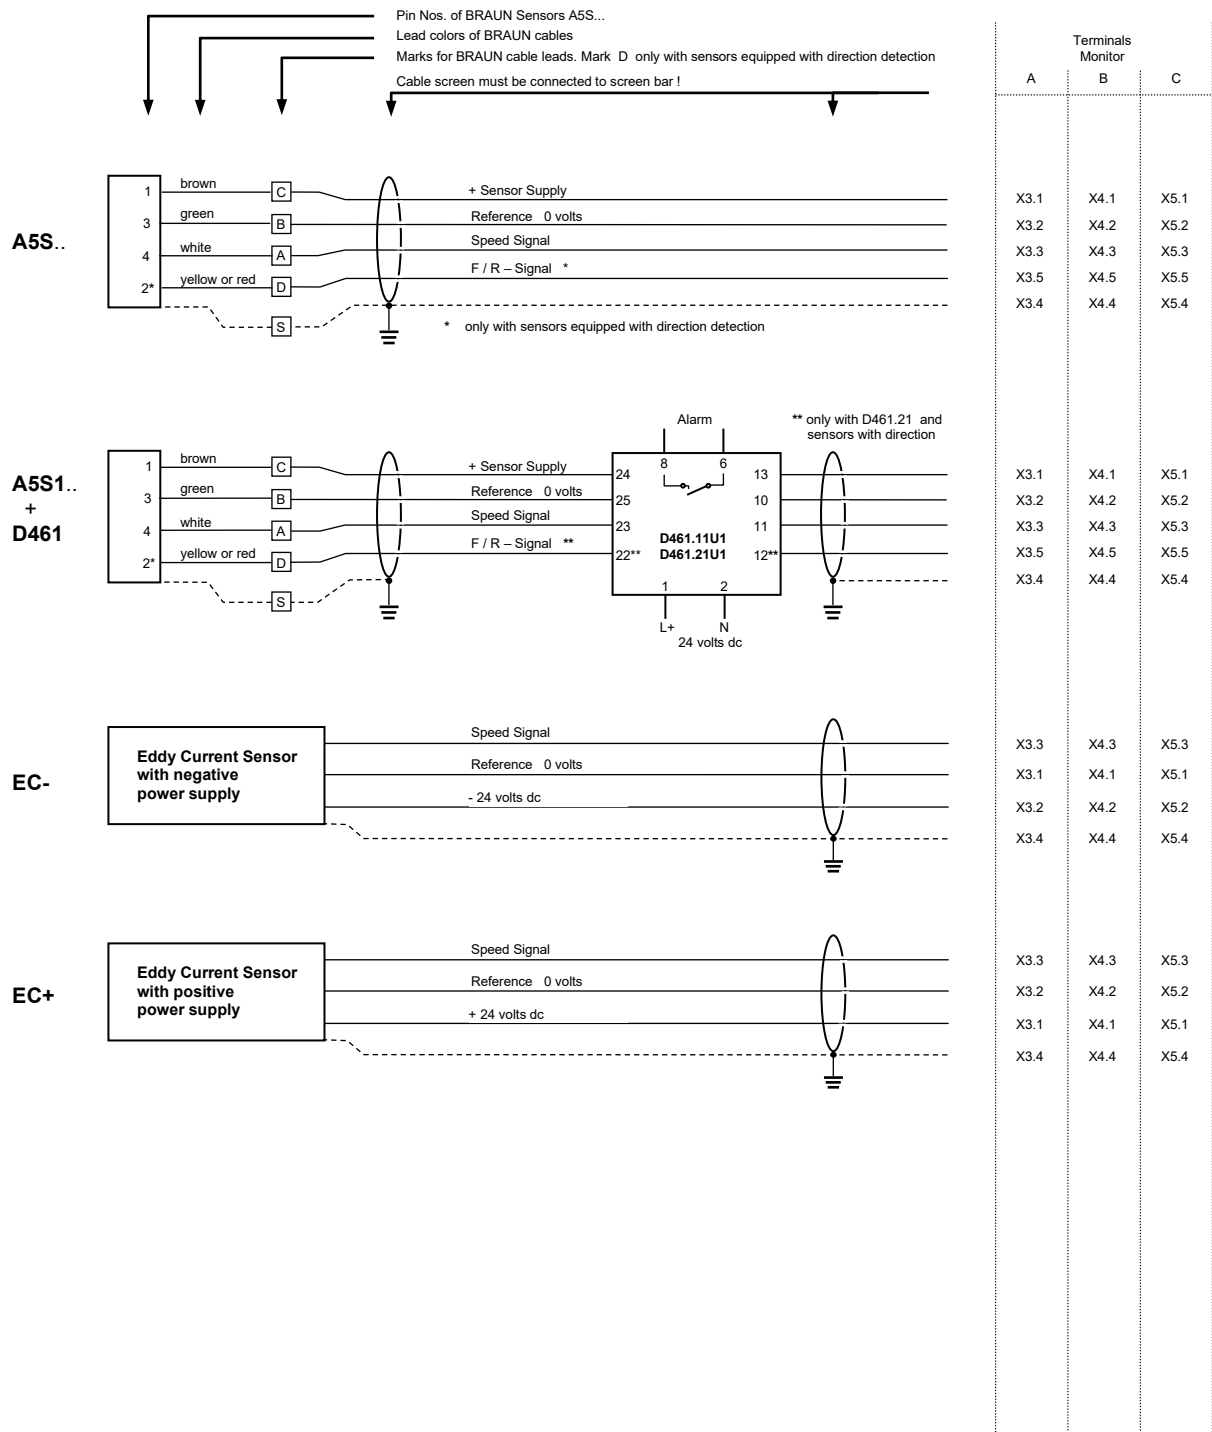 Pin Nos. of BRAUN Sensors A5S...
Lead colors of BRAUN cables
Marks for BRAUN cable leads. Mark D only with sensors equipped with direction detection
Cable screen must be connected to screen bar !
Terminals
Monitor
A B C
A5S..
1 brown C + Sensor Supply X3.1 X4.1 X5.1
3 green B Reference 0 volts X3.2 X4.2 X5.2
4 white A Speed Signal X3.3 X4.3 X5.3
2* yellow or red D F / R – Signal * X3.5 X4.5 X5.5
X3.4 X4.4 X5.4
S * only with sensors equipped with direction detection
Alarm ** only with D461.21 and
sensors with direction
A5S1..
+
D461
8 6
1 brown C + Sensor Supply 24 13 X3.1 X4.1 X5.1
3 green B Reference 0 volts 25 10 X3.2 X4.2 X5.2
4 white A Speed Signal 23 11 X3.3 X4.3 X5.3
D461.11U1
D461.21U1
2* yellow or red D F / R – Signal ** 22** 12** X3.5 X4.5 X5.5
X3.4 X4.4 X5.4
S
1 2
L+ N
24 volts dc
EC-
Eddy Current Sensor
with negative
power supply
Speed Signal X3.3 X4.3 X5.3
Reference 0 volts X3.1 X4.1 X5.1
- 24 volts dc X3.2 X4.2 X5.2
X3.4 X4.4 X5.4
EC+
Eddy Current Sensor
with positive
power supply
Speed Signal X3.3 X4.3 X5.3
Reference 0 volts X3.2 X4.2 X5.2
+ 24 volts dc X3.1 X4.1 X5.1
X3.4 X4.4 X5.4